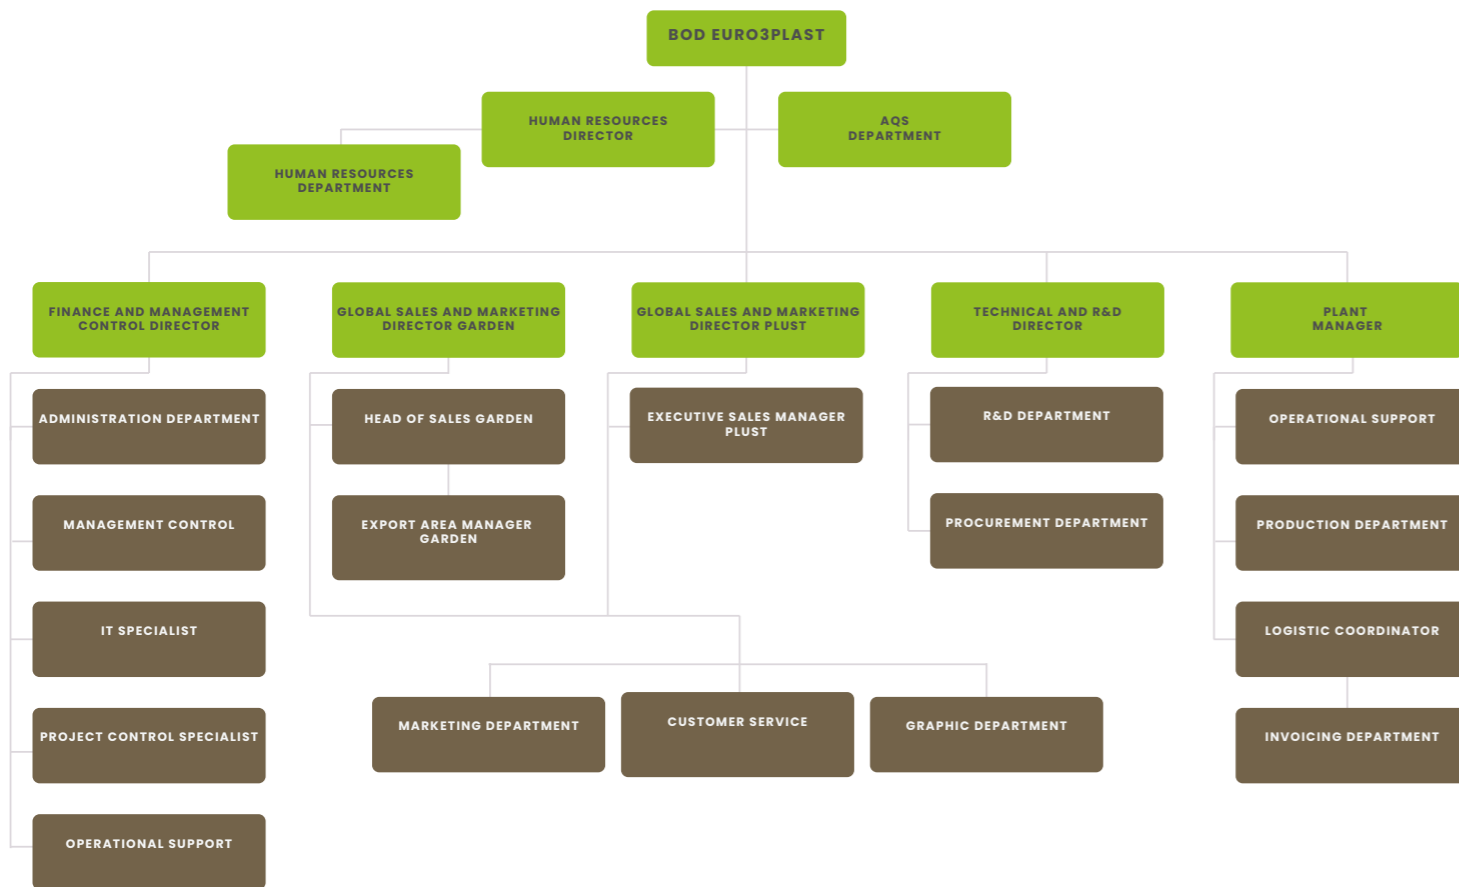 BOD EURO3PLAST
HUMAN RESOURCES
DIRECTOR
AQS
DEPARTMENT
HUMAN RESOURCES
DEPARTMENT
FINANCE AND MANAGEMENT
CONTROL DIRECTOR
GLOBAL SALES AND MARKETING
DIRECTOR GARDEN
GLOBAL SALES AND MARKETING
DIRECTOR PLUST
TECHNICAL AND R&D
DIRECTOR
PLANT
MANAGER
ADMINISTRATION DEPARTMENT
HEAD OF SALES GARDEN
EXECUTIVE SALES MANAGER
PLUST
R&D DEPARTMENT
OPERATIONAL SUPPORT
MANAGEMENT CONTROL
EXPORT AREA MANAGER
GARDEN
PROCUREMENT DEPARTMENT
PRODUCTION DEPARTMENT
IT SPECIALIST
LOGISTIC COORDINATOR
PROJECT CONTROL SPECIALIST
MARKETING DEPARTMENT
CUSTOMER SERVICE
GRAPHIC DEPARTMENT
INVOICING DEPARTMENT
OPERATIONAL SUPPORT